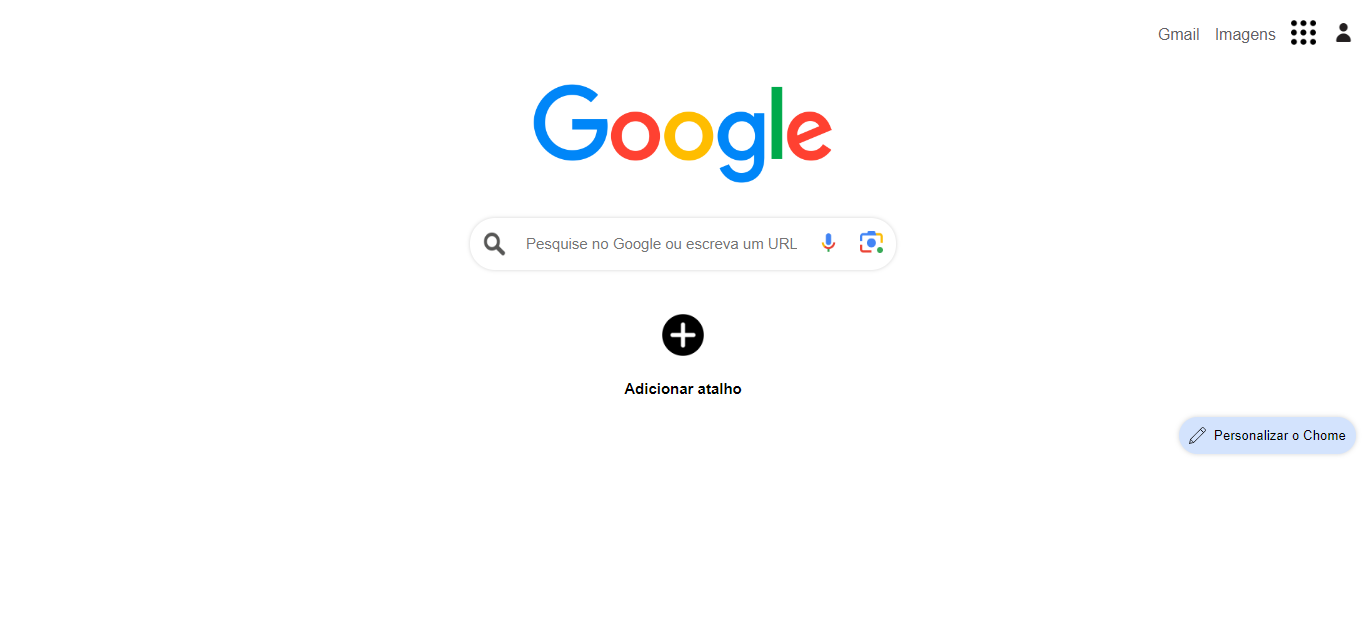 Gmail Imagens
Google
Pesquise no Google ou escreva um URL
Adicionar atalho
Personalizar o Chome